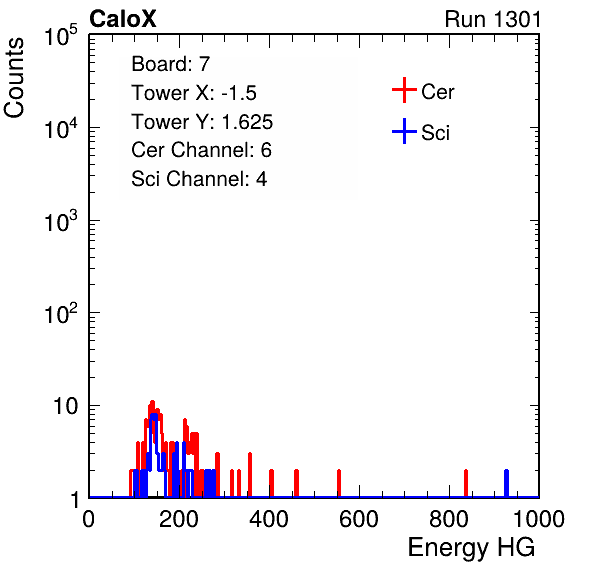 CaloX Run 1301
Counts
Board: 7
Tower X: -1.5
Tower Y: 1.625
Cer Channel: 6
Sci Channel: 4
Cer
Sci
10^5
10^4
10^3
10^2
10
1
0 200 400 600 800 1000
Energy HG